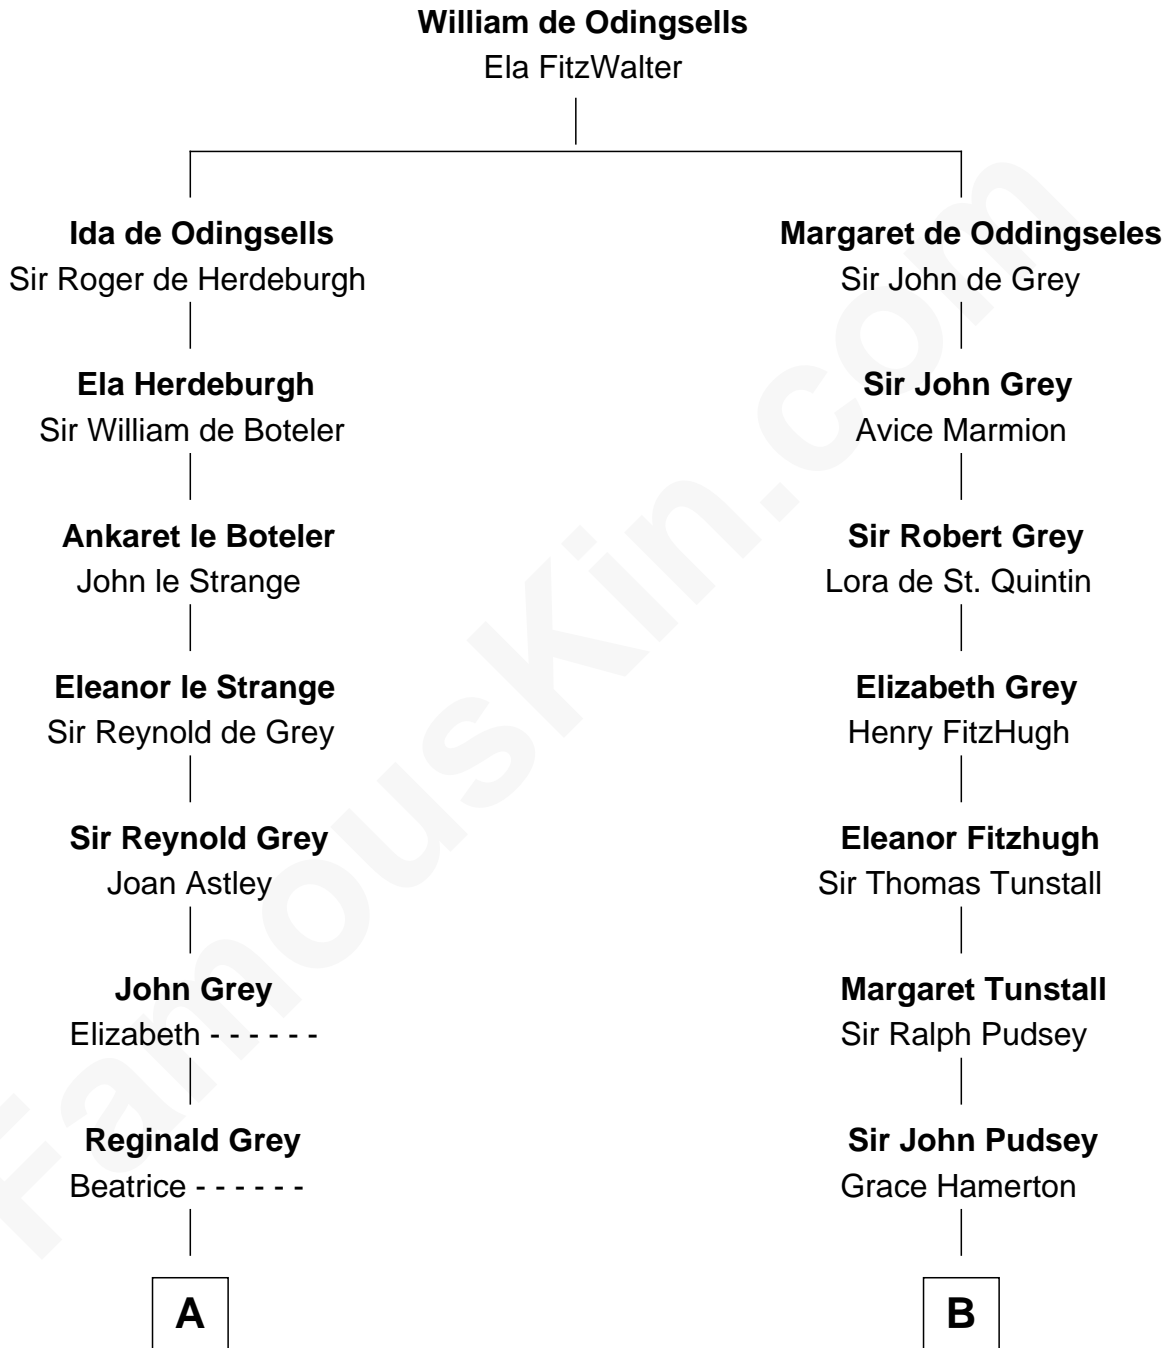 William de Odingsells
Ela FitzWalter
Ida de Odingsells
Sir Roger de Herdeburgh
Margaret de Oddingseles
Sir John de Grey
Ela Herdeburgh
Sir William de Boteler
Sir John Grey
Avice Marmion
Ankaret le Boteler
John le Strange
Sir Robert Grey
Lora de St. Quintin
Eleanor le Strange
Sir Reynold de Grey
Elizabeth Grey
Henry FitzHugh
Sir Reynold Grey
Joan Astley
Eleanor Fitzhugh
Sir Thomas Tunstall
John Grey
Elizabeth - - - - - -
Margaret Tunstall
Sir Ralph Pudsey
Reginald Grey
Beatrice - - - - - -
Sir John Pudsey
Grace Hamerton
A
B
FamousKin.com